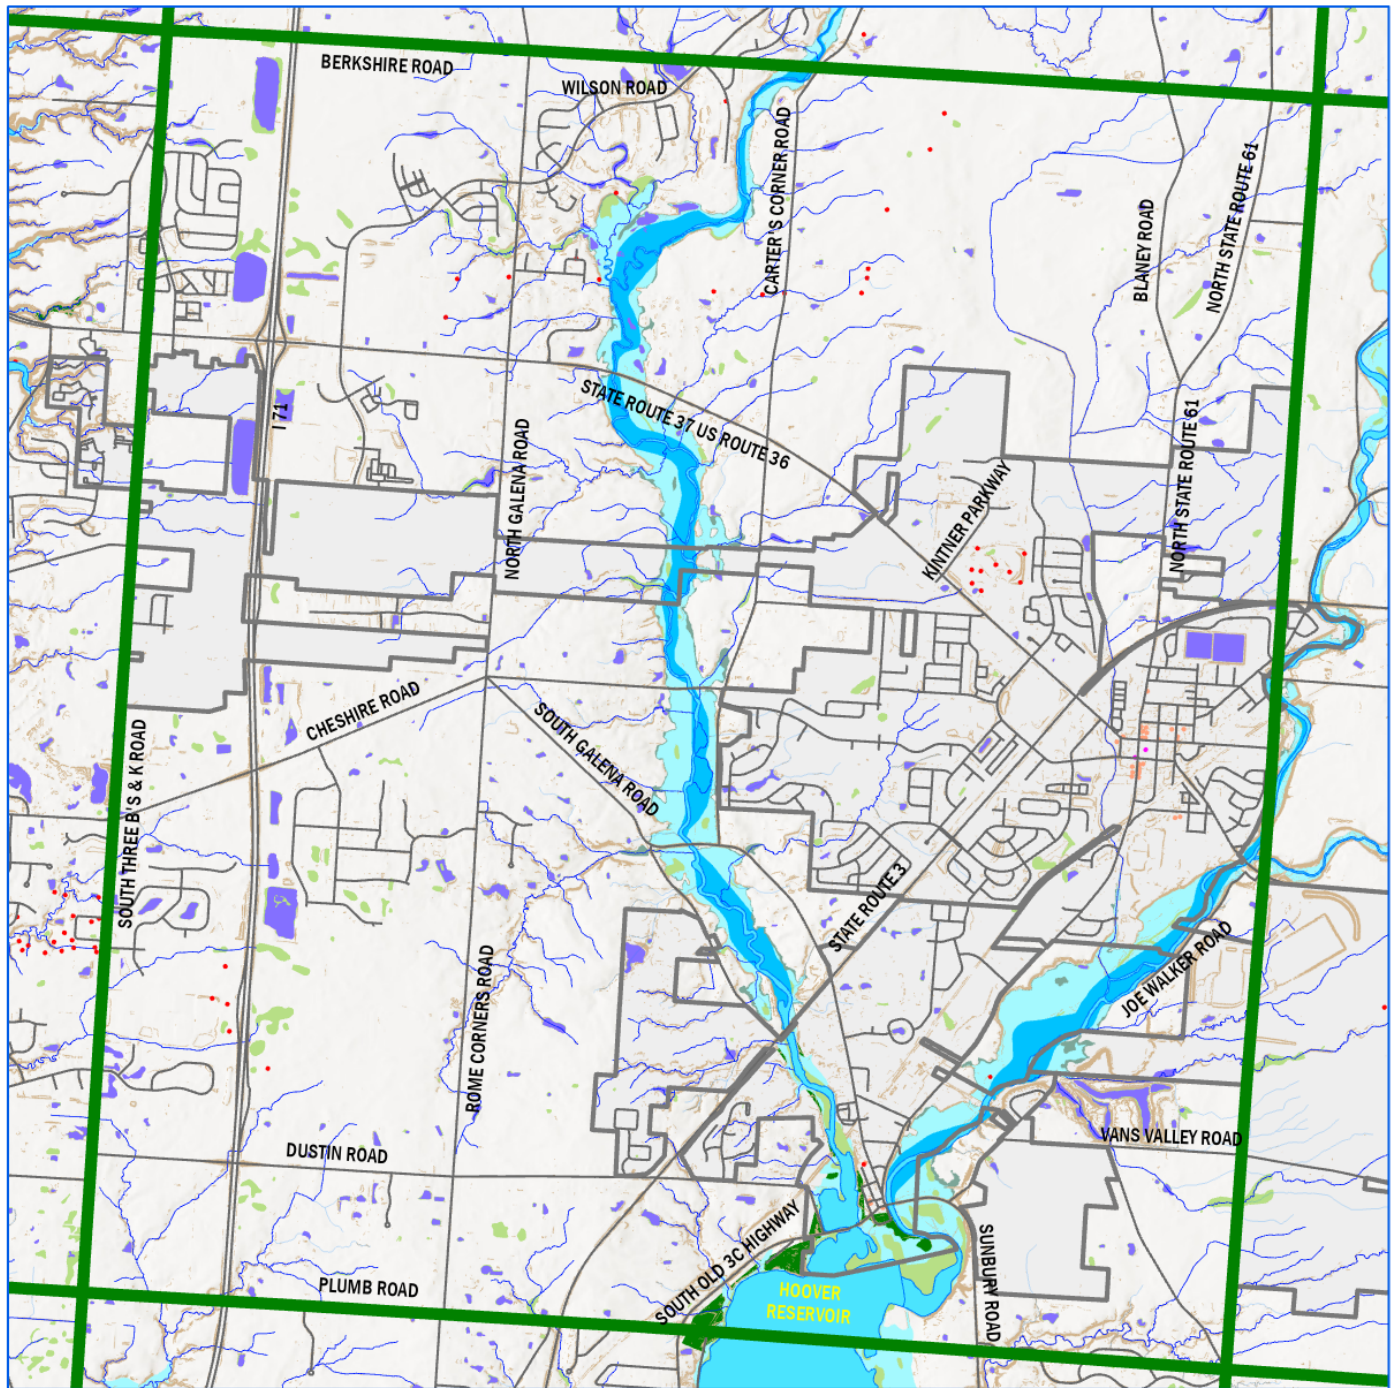 BERKSHIRE ROAD
WILSON ROAD
CARTER'S CORNER ROAD
BLANEY ROAD
NORTH STATE ROUTE 61
I 71
STATE ROUTE 37 US ROUTE 36
NORTH GALENA ROAD
KINTNER PARKWAY
NORTH STATE ROUTE 61
CHESHIRE ROAD
SOUTH GALENA ROAD
SOUTH THREE B'S & K ROAD
STATE ROUTE 3
JOE WALKER ROAD
ROME CORNERS ROAD
VANS VALLEY ROAD
DUSTIN ROAD
SOUTH OLD 3C HIGHWAY
SUNBURY ROAD
PLUMB ROAD
HOOVER
RESERVOIR